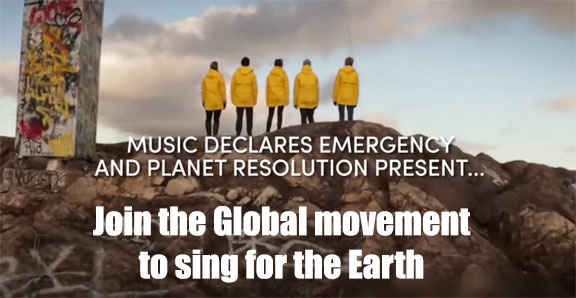 MUSIC DECLARES EMERGENCY
AND PLANET RESOLUTION PRESENT...
Join the Global movement
to sing for the Earth